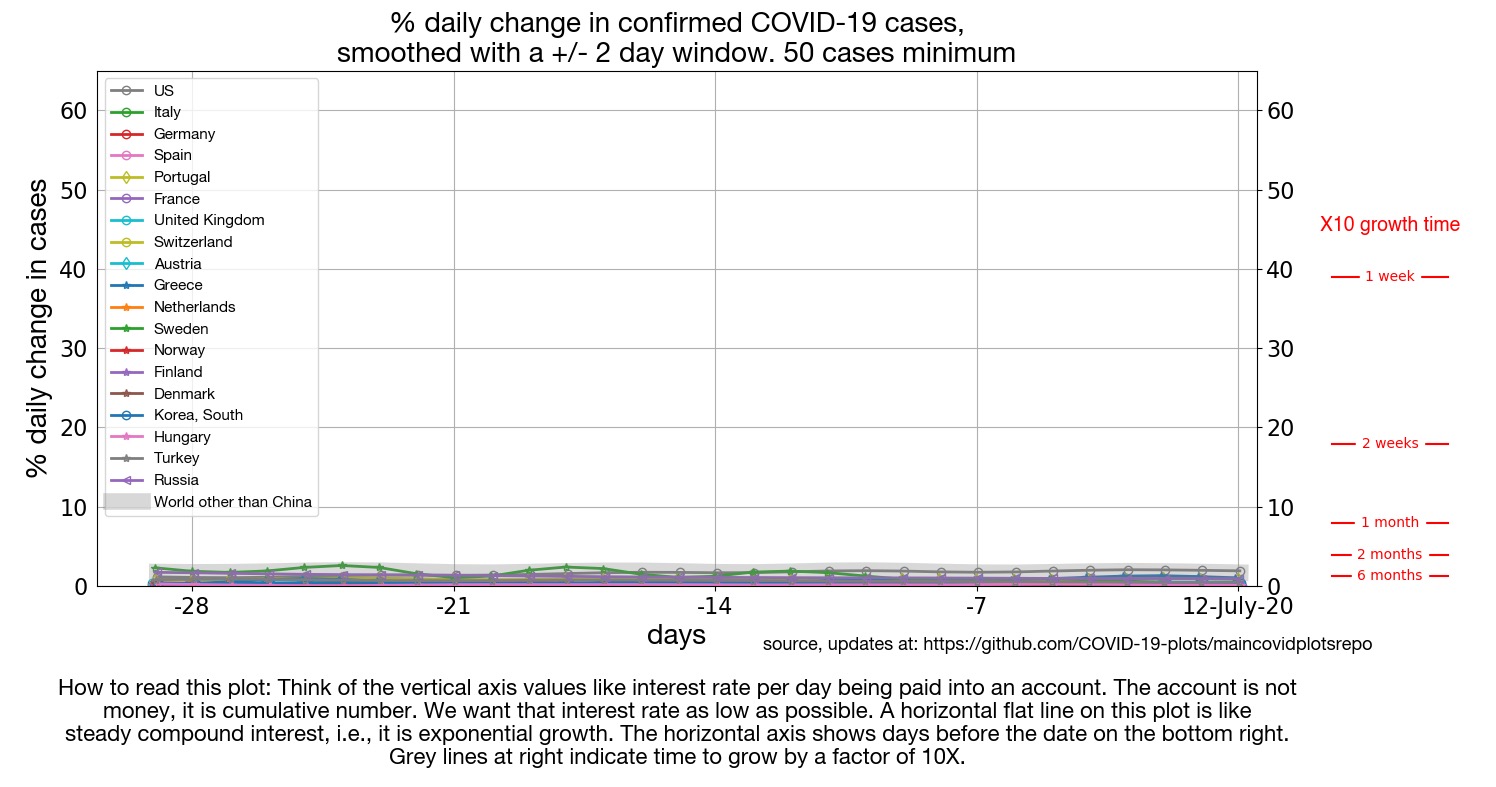 % daily change in confirmed COVID-19 cases,
smoothed with a +/- 2 day window. 50 cases minimum
% daily change in cases
60
50
40
30
20
10
0
US
Italy
Germany
Spain
Portugal
France
United Kingdom
Switzerland
Austria
Greece
Netherlands
Sweden
Norway
Finland
Denmark
Korea, South
Hungary
Turkey
Russia
World other than China
60
50
40
30
20
10
0
X10 growth time
1 week
2 weeks
1 month
2 months
6 months
-28
-21
-14
-7
12-July-20
days
source, updates at: https://github.com/COVID-19-plots/maincovidplotsrepo
How to read this plot: Think of the vertical axis values like interest rate per day being paid into an account. The account is not
money, it is cumulative number. We want that interest rate as low as possible. A horizontal flat line on this plot is like
steady compound interest, i.e., it is exponential growth. The horizontal axis shows days before the date on the bottom right.
Grey lines at right indicate time to grow by a factor of 10X.